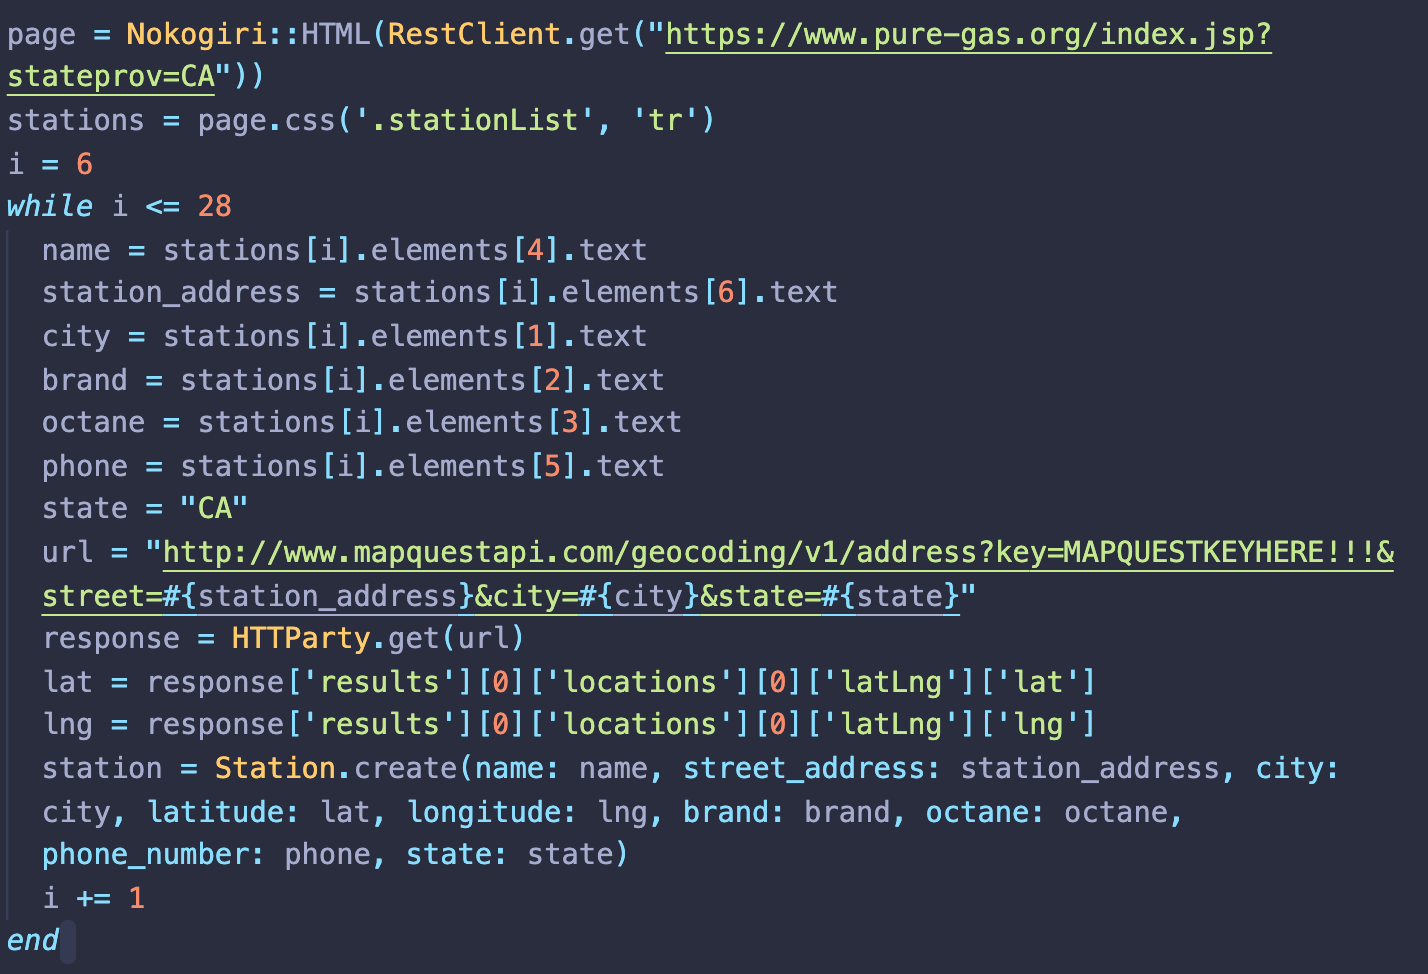 page = Nokogiri::HTML(RestClient.get("https://www.pure-gas.org/index.jsp?
stateprov=CA"))
stations = page.css('.stationList', 'tr')
i = 6
while i <= 28
  name = stations[i].elements[4].text
  station_address = stations[i].elements[6].text
  city = stations[i].elements[1].text
  brand = stations[i].elements[2].text
  octane = stations[i].elements[3].text
  phone = stations[i].elements[5].text
  state = "CA"
  url = "http://www.mapquestapi.com/geocoding/v1/address?key=MAPQUESTKEYHERE!!!&
  street=#{station_address}&city=#{city}&state=#{state}"
  response = HTTParty.get(url)
  lat = response['results'][0]['locations'][0]['latLng']['lat']
  lng = response['results'][0]['locations'][0]['latLng']['lng']
  station = Station.create(name: name, street_address: station_address, city:
  city, latitude: lat, longitude: lng, brand: brand, octane: octane,
  phone_number: phone, state: state)
  i += 1
end